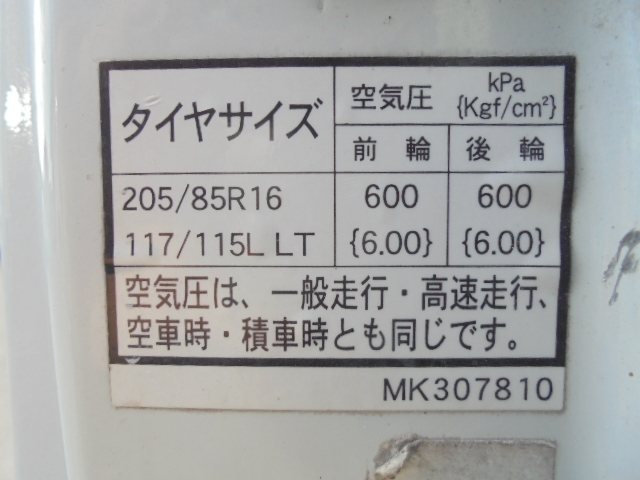 タイヤサイズ
空気圧 kPa
{Kgf/cm²}
前輪 後輪
205/85R16 600 600
117/115L LT {6.00} {6.00}
空気圧は、一般走行・高速走行、
空車時・積車時とも同じです。
MK307810